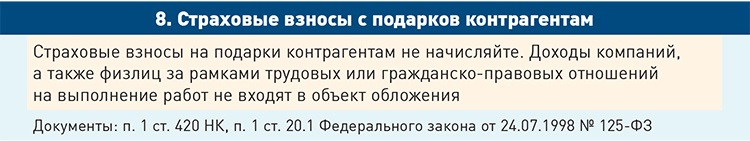 8. Страховые взносы с подарков контрагентам
Страховые взносы на подарки контрагентам не начисляйте. Доходы компаний,
а также физлиц за рамками трудовых или гражданско-правовых отношений
на выполнение работ не входят в объект обложения
Документы: п. 1 ст. 420 НК, п. 1 ст. 20.1 Федерального закона от 24.07.1998 № 125-ФЗ